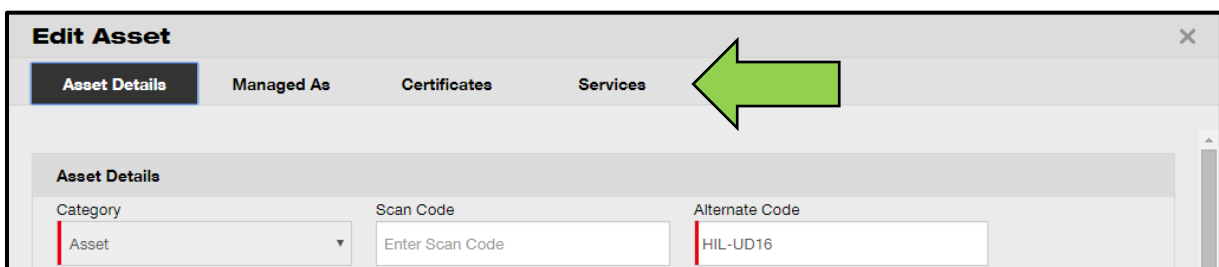 Edit Asset
Asset Details Managed As Certificates Services
Asset Details
Category Scan Code Alternate Code
Asset Enter Scan Code HIL-UD16